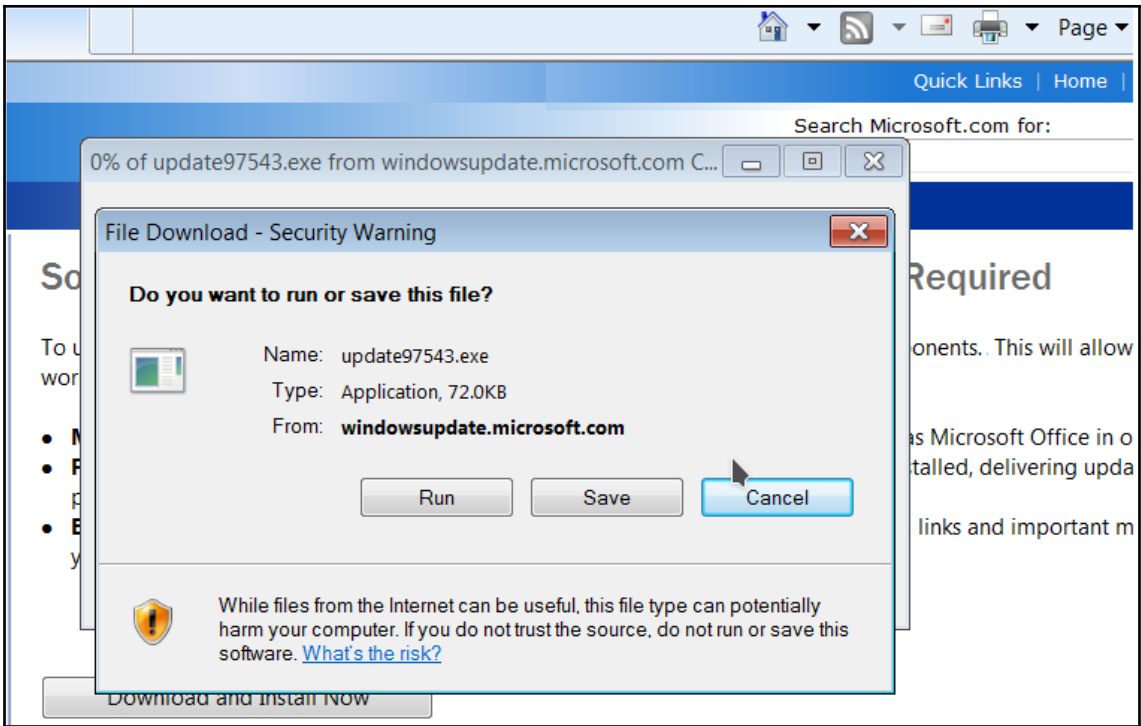 Page
Quick Links | Home |
Search Microsoft.com for:
0% of update97543.exe from windowsupdate.microsoft.com C...
File Download - Security Warning
Required
Do you want to run or save this file?
Name: update97543.exe
onents. This will allow
Type: Application, 72.0KB
From: windowsupdate.microsoft.com
as Microsoft Office in o
talled, delivering upda
Run Save Cancel
links and important m
While files from the Internet can be useful, this file type can potentially
harm your computer. If you do not trust the source, do not run or save this
software. What's the risk?
Download and Install Now